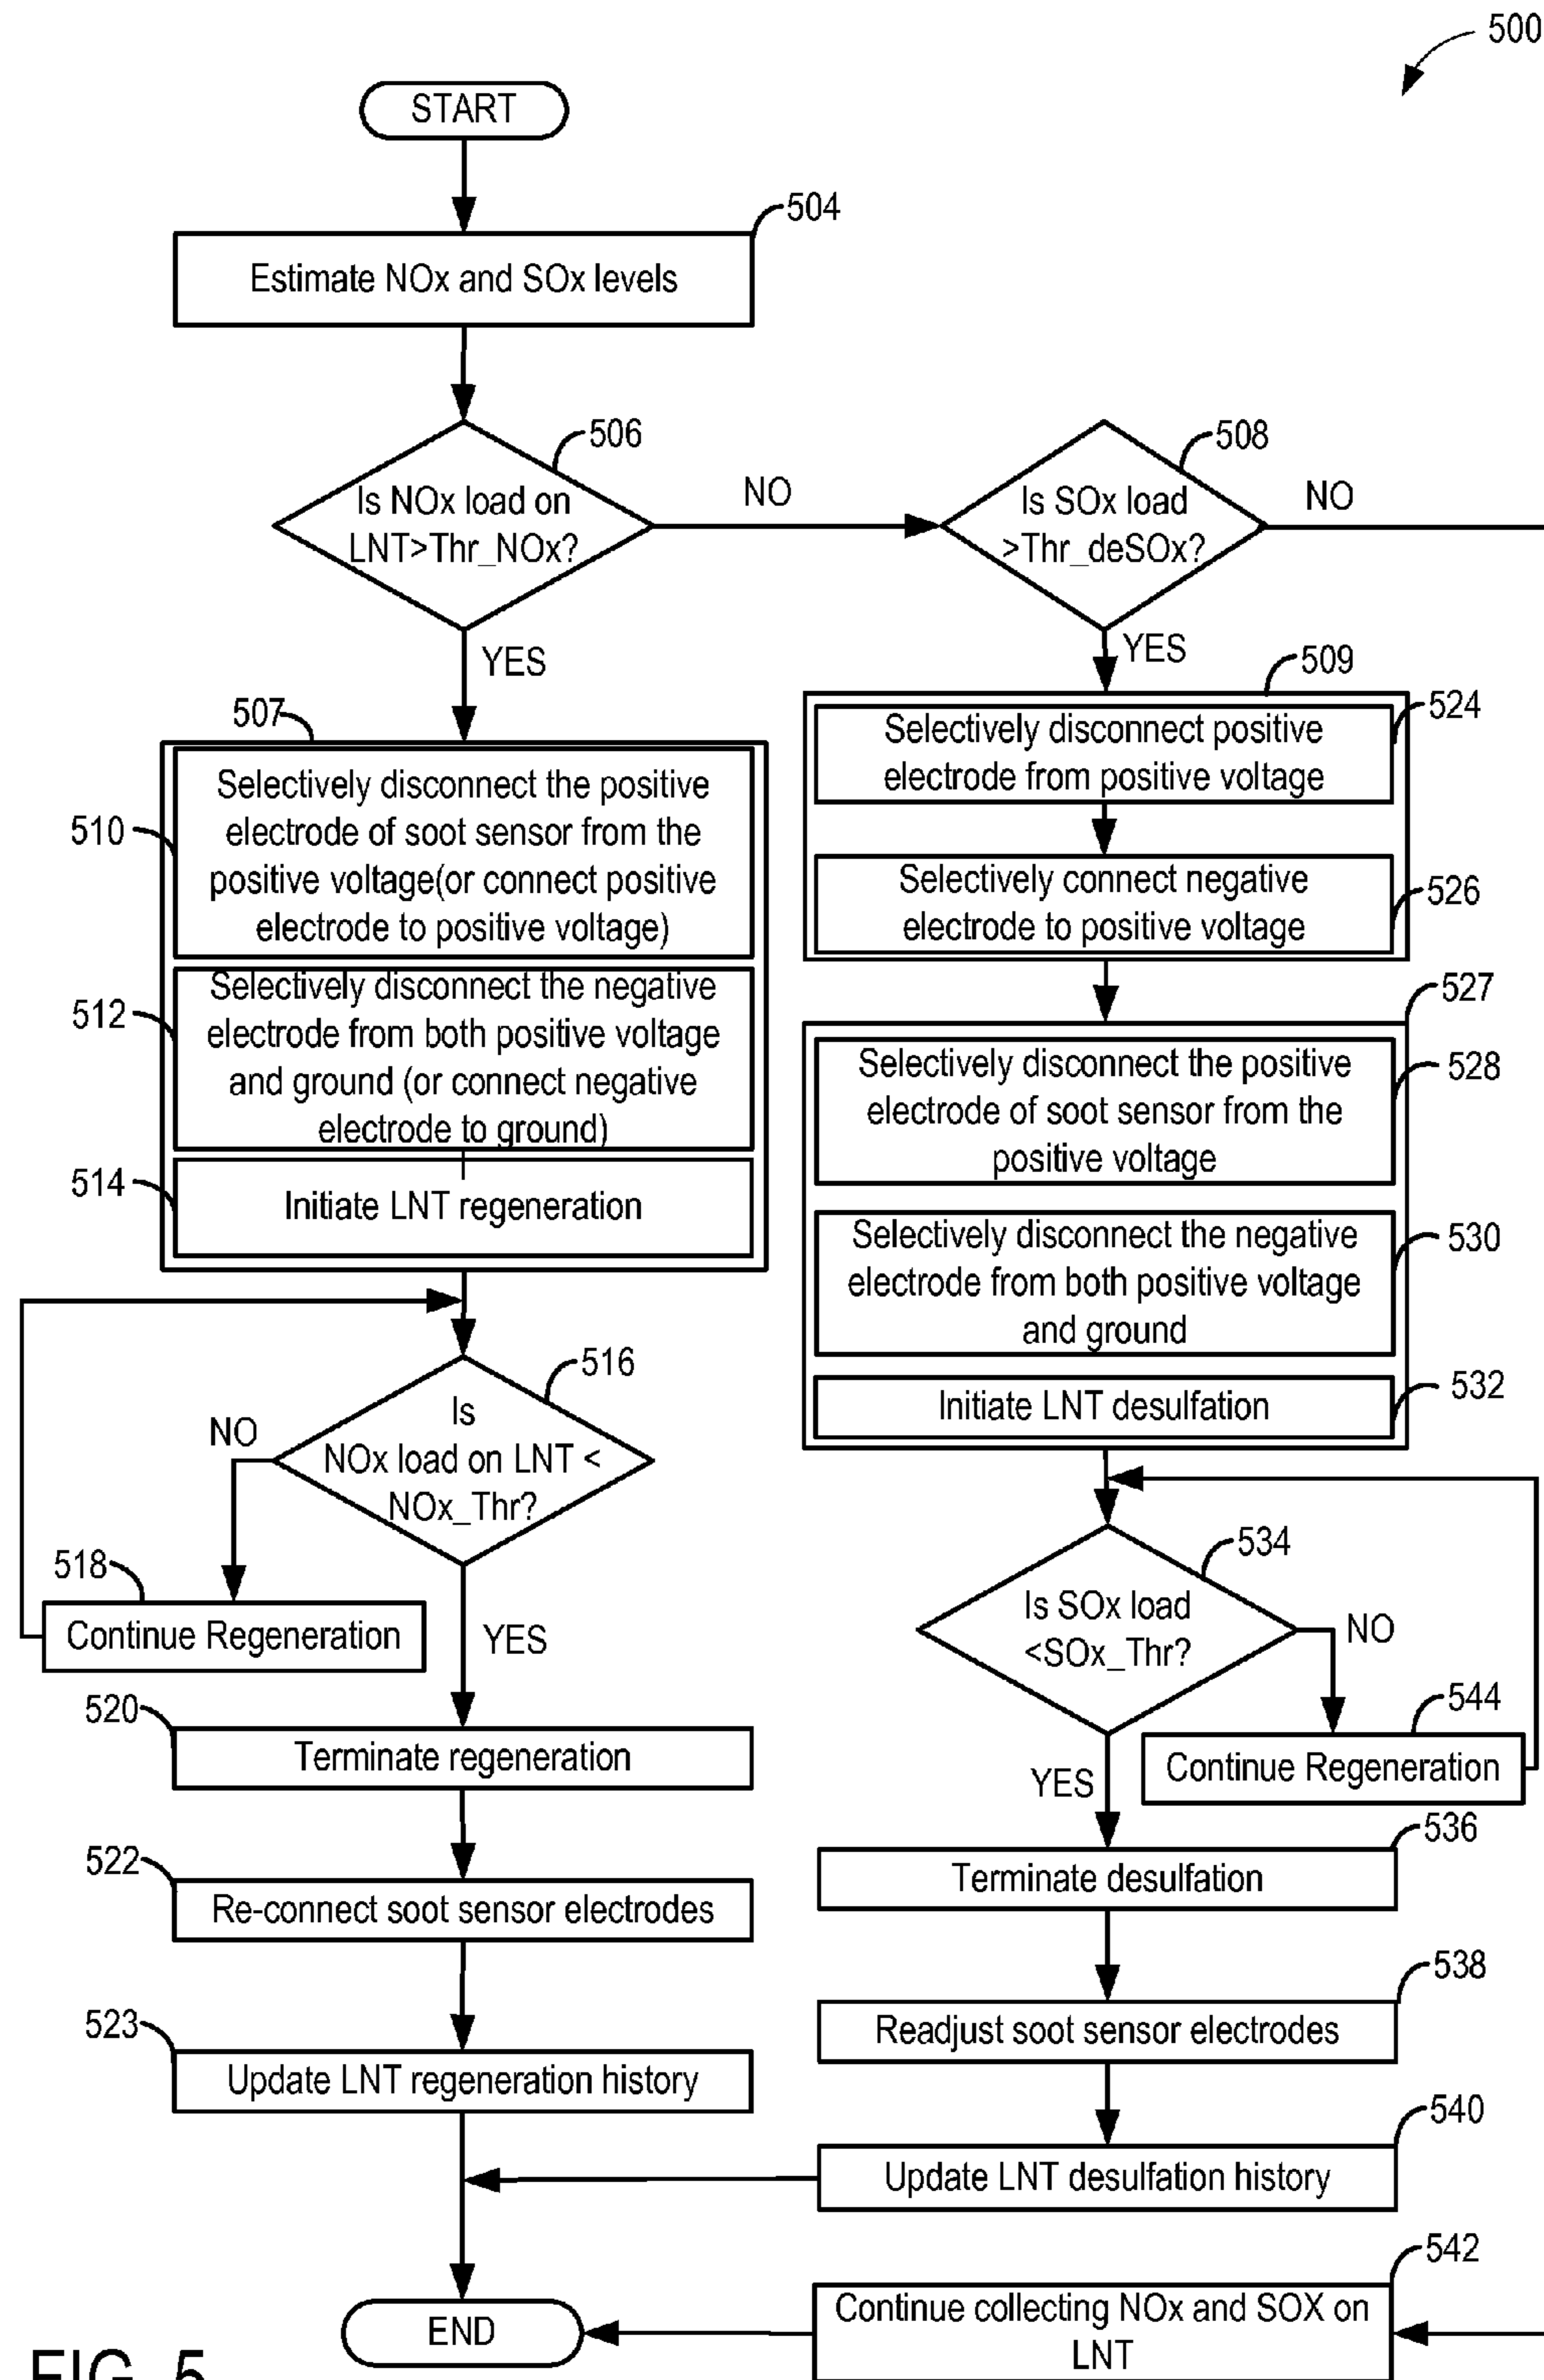 500
START
504
Estimate NOx and SOx levels
506
Is NOx load on
LNT>Thr_NOx?
NO
508
Is SOx load
>Thr_deSOx?
NO
YES
YES
507
510
Selectively disconnect the positive
electrode of soot sensor from the
positive voltage(or connect positive
electrode to positive voltage)
512
Selectively disconnect the negative
electrode from both positive voltage
and ground (or connect negative
electrode to ground)
514
Initiate LNT regeneration
509
524
Selectively disconnect positive
electrode from positive voltage
526
Selectively connect negative
electrode to positive voltage
527
528
Selectively disconnect the positive
electrode of soot sensor from the
positive voltage
530
Selectively disconnect the negative
electrode from both positive voltage
and ground
532
Initiate LNT desulfation
516
Is
NOx load on LNT <
NOx_Thr?
NO
518
Continue Regeneration
YES
520
Terminate regeneration
522
Re-connect soot sensor electrodes
523
Update LNT regeneration history
534
Is SOx load
<SOx_Thr?
NO
544
Continue Regeneration
YES
536
Terminate desulfation
538
Readjust soot sensor electrodes
540
Update LNT desulfation history
542
Continue collecting NOx and SOX on
LNT
END
FIG. 5